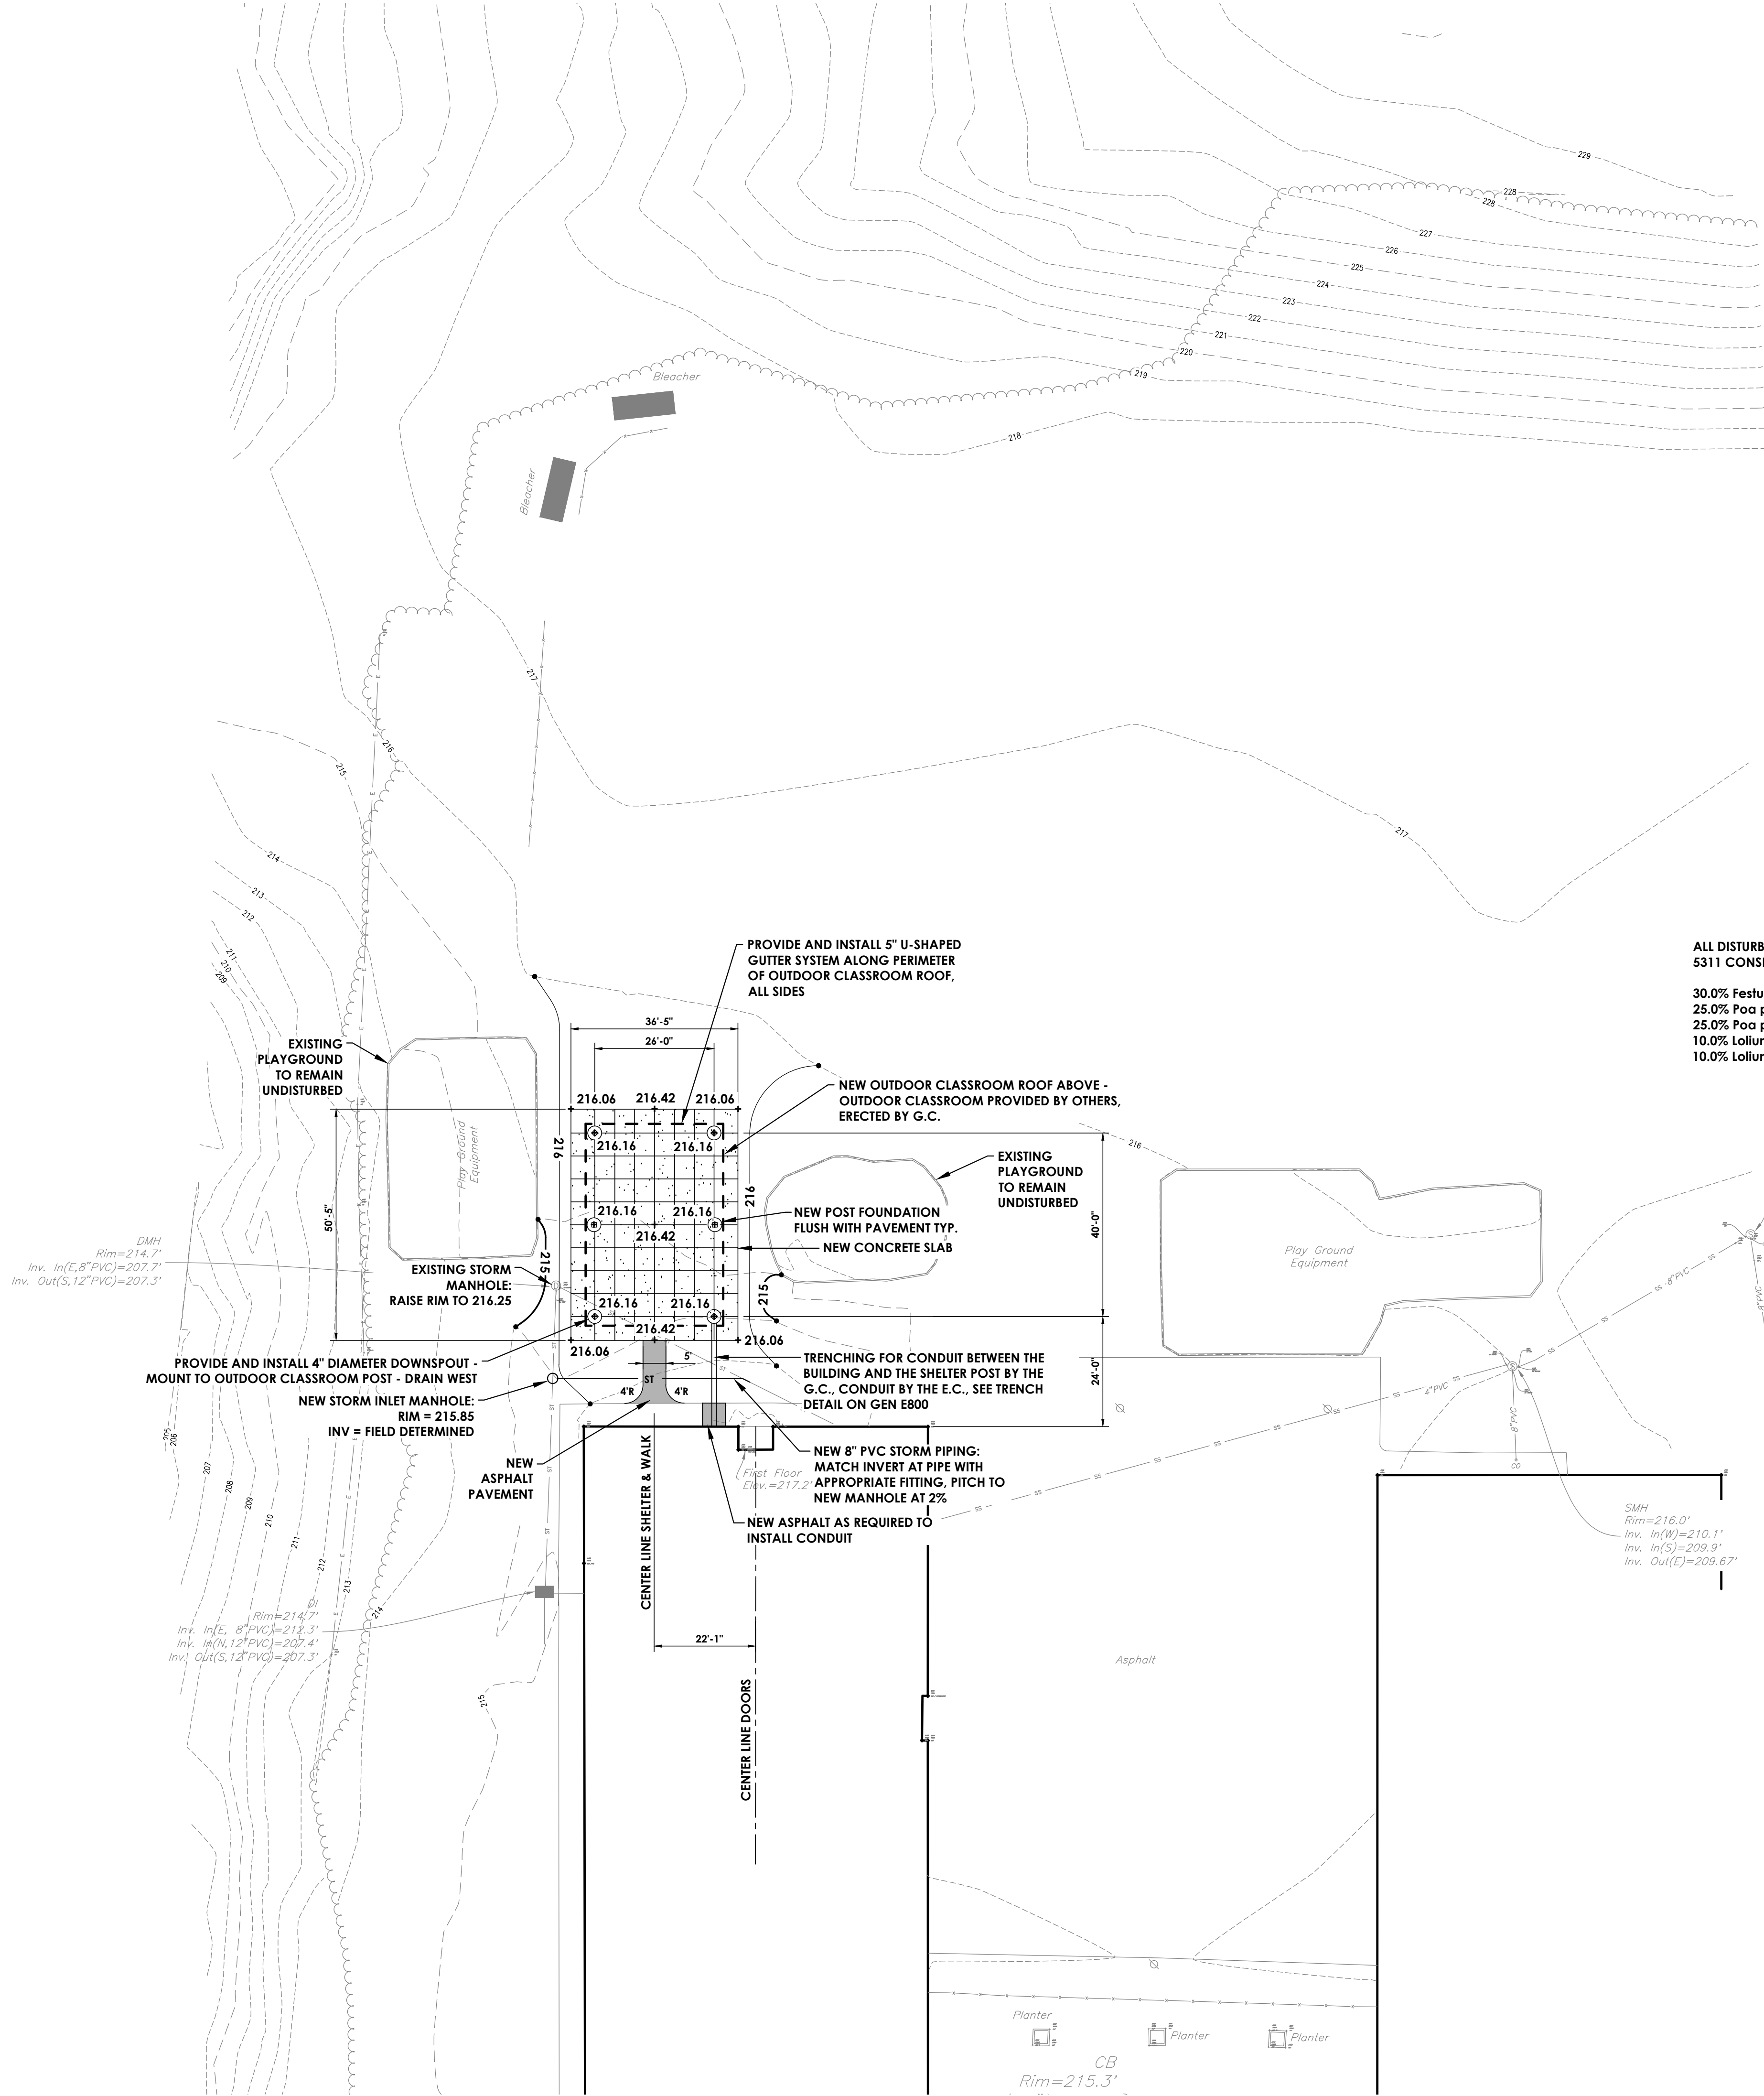 229
228
228
227
226
225
224
223
222
221
220
219
218
Bleacher
Bleacher
217
217
216
215
214
213
212
211
210
209
ALL DISTURB
5311 CONS
30.0% Festu
25.0% Poa p
25.0% Poa p
10.0% Lolium
10.0% Lolium
PROVIDE AND INSTALL 5" U-SHAPED
GUTTER SYSTEM ALONG PERIMETER
OF OUTDOOR CLASSROOM ROOF,
ALL SIDES
36'-5"
26'-0"
EXISTING
PLAYGROUND
TO REMAIN
UNDISTURBED
NEW OUTDOOR CLASSROOM ROOF ABOVE -
OUTDOOR CLASSROOM PROVIDED BY OTHERS,
ERECTED BY G.C.
216.06
216.42
216.06
216.16
216.16
216
216
216
Play Ground
Equipment
50'-5"
EXISTING
PLAYGROUND
TO REMAIN
UNDISTURBED
40'-0"
216.16
216.16
216.42
NEW POST FOUNDATION
FLUSH WITH PAVEMENT TYP.
NEW CONCRETE SLAB
Play Ground
Equipment
DMH
Rim=214.7'
Inv. In(E,8"PVC)=207.7'
Inv. Out(S,12"PVC)=207.3'
215
215
EXISTING STORM
MANHOLE:
RAISE RIM TO 216.25
216.16
216.16
216.42
216.06
216.06
PROVIDE AND INSTALL 4" DIAMETER DOWNSPOUT -
MOUNT TO OUTDOOR CLASSROOM POST - DRAIN WEST
5'
ST
ST
4'R
4'R
TRENCHING FOR CONDUIT BETWEEN THE
BUILDING AND THE SHELTER POST BY THE
G.C., CONDUIT BY THE E.C., SEE TRENCH
DETAIL ON GEN E800
24'-0"
NEW STORM INLET MANHOLE:
RIM = 215.85
INV = FIELD DETERMINED
NEW
ASPHALT
PAVEMENT
First Floor
Elev.=217.2'
NEW 8" PVC STORM PIPING:
MATCH INVERT AT PIPE WITH
APPROPRIATE FITTING, PITCH TO
NEW MANHOLE AT 2%
NEW ASPHALT AS REQUIRED TO
INSTALL CONDUIT
CENTER LINE SHELTER & WALK
22'-1"
CENTER LINE DOORS
SS
8"PVC
4"PVC
8"PVC
8"PVC
CO
SMH
Rim=216.0'
Inv. In(W)=210.1'
Inv. In(S)=209.9'
Inv. Out(E)=209.67'
205
206
207
208
209
210
211
212
213
214
215
DI
Rim=214.7'
Inv. In(E, 8"PVC)=212.3'
Inv. In(N,12"PVC)=207.4'
Inv. Out(S,12"PVC)=207.3'
Asphalt
Planter
Planter
Planter
CB
Rim=215.3'